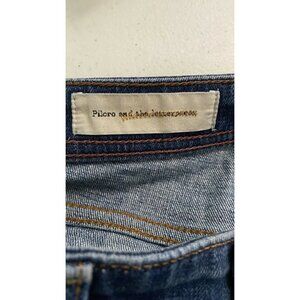 Pilcro and the letterpress